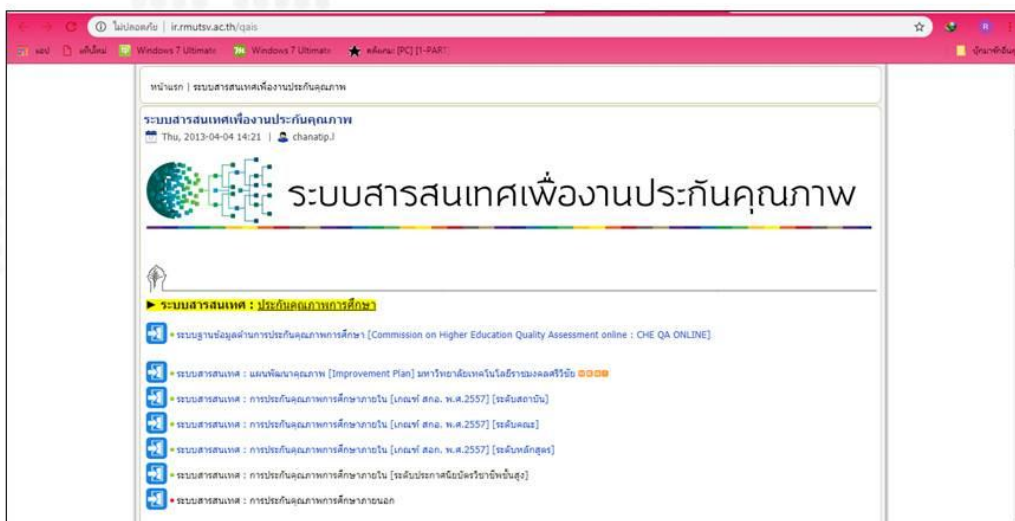 ไม่ปลอดภัย | ir.rmutsv.ac.th/qais
แอป แท็บใหม่ Windows 7 Ultimate Windows 7 Ultimate [PC] [1-PART]
หน้าแรก | ระบบสารสนเทศเพื่องานประกันคุณภาพ
ระบบสารสนเทศเพื่องานประกันคุณภาพ
Thu, 2013-04-04 14:21 | chanatip.l
ระบบสารสนเทศเพื่องานประกันคุณภาพ
► ระบบสารสนเทศ : ประกันคุณภาพการศึกษา
ระบบฐานข้อมูลด้านการประกันคุณภาพการศึกษา [Commission on Higher Education Quality Assessment online : CHE QA ONLINE]
ระบบสารสนเทศ : แผนพัฒนาคุณภาพ [Improvement Plan] มหาวิทยาลัยเทคโนโลยีราชมงคลศรีวิชัย
ระบบสารสนเทศ : การประกันคุณภาพการศึกษาภายใน [เกณฑ์ สกอ. พ.ศ.2557] [ระดับสถาบัน]
ระบบสารสนเทศ : การประกันคุณภาพการศึกษาภายใน [เกณฑ์ สกอ. พ.ศ.2557] [ระดับคณะ]
ระบบสารสนเทศ : การประกันคุณภาพการศึกษาภายใน [เกณฑ์ สกอ. พ.ศ.2557] [ระดับหลักสูตร]
ระบบสารสนเทศ : การประกันคุณภาพการศึกษาภายใน [ระดับประกาศนียบัตรวิชาชีพชั้นสูง]
ระบบสารสนเทศ : การประกันคุณภาพการศึกษาภายนอก